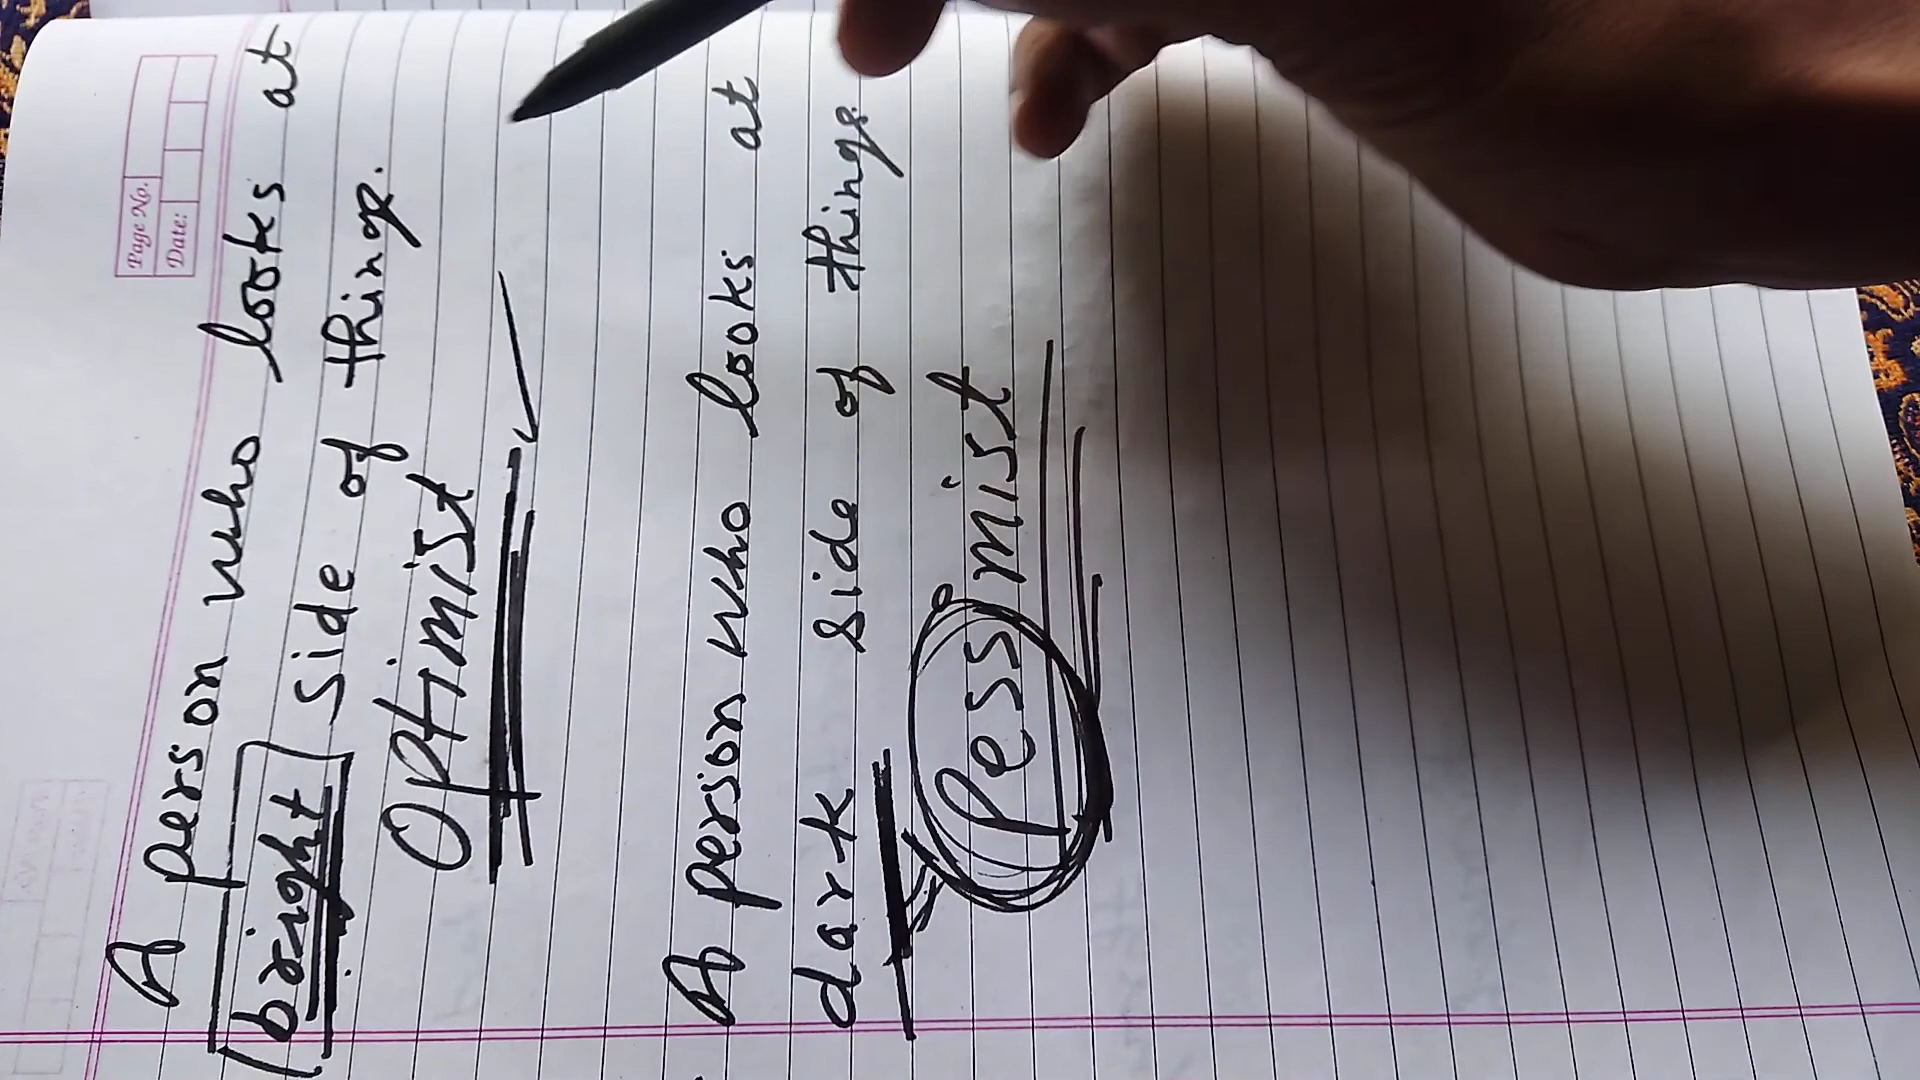 Page No.
Date:
A person who looks at
bright side of things.
Optimist
A person who looks at
dark side of things.
Pessimist